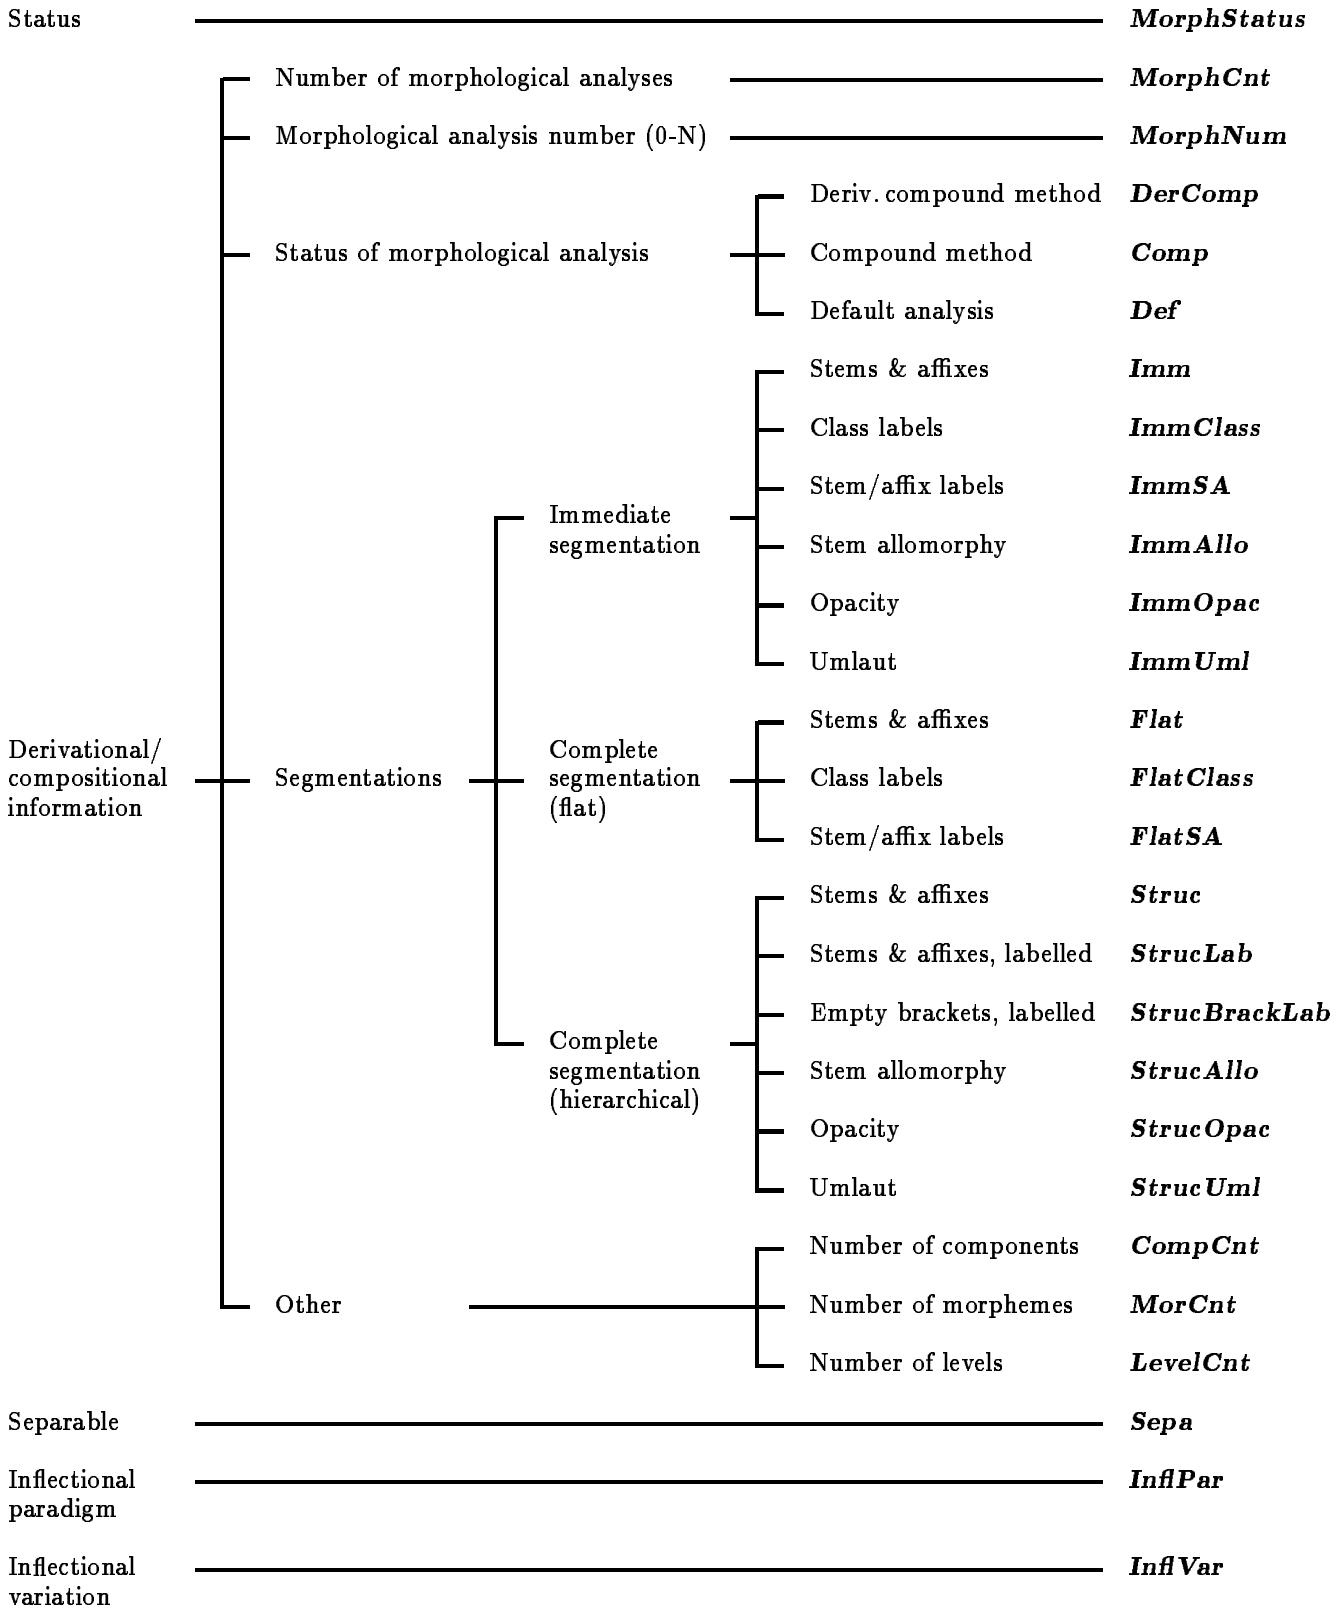 Status MorphStatus
Number of morphological analyses MorphCnt
Morphological analysis number (0-N) MorphNum
Deriv. compound method DerComp
Status of morphological analysis Compound method Comp
Default analysis Def
Stems & affixes Imm
Class labels ImmClass
Stem/affix labels ImmSA
Immediate
segmentation Stem allomorphy ImmAllo
Opacity ImmOpac
Umlaut ImmUml
Stems & affixes Flat
Derivational/ Complete
compositional Segmentations segmentation Class labels FlatClass
information (flat)
Stem/affix labels FlatSA
Stems & affixes Struc
Stems & affixes, labelled StrucLab
Empty brackets, labelled StrucBrackLab
Complete
segmentation Stem allomorphy StrucAllo
(hierarchical)
Opacity StrucOpac
Umlaut StrucUml
Number of components CompCnt
Other Number of morphemes MorCnt
Number of levels LevelCnt
Separable Sepa
Inflectional InflPar
paradigm
Inflectional InflVar
variation